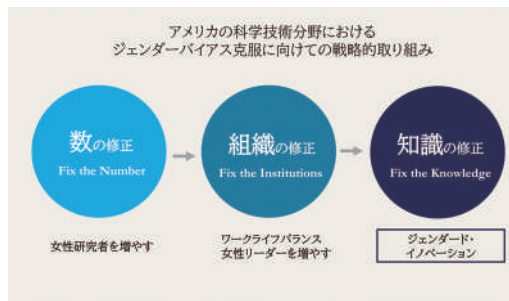 アメリカの科学技術分野における
ジェンダーバイアス克服に向けての戦略的取り組み
数の修正
Fix the Number
組織の修正
Fix the Institutions
知識の修正
Fix the Knowledge
女性研究者を増やす
ワークライフバランス
女性リーダーを増やす
ジェンダード・
イノベーション